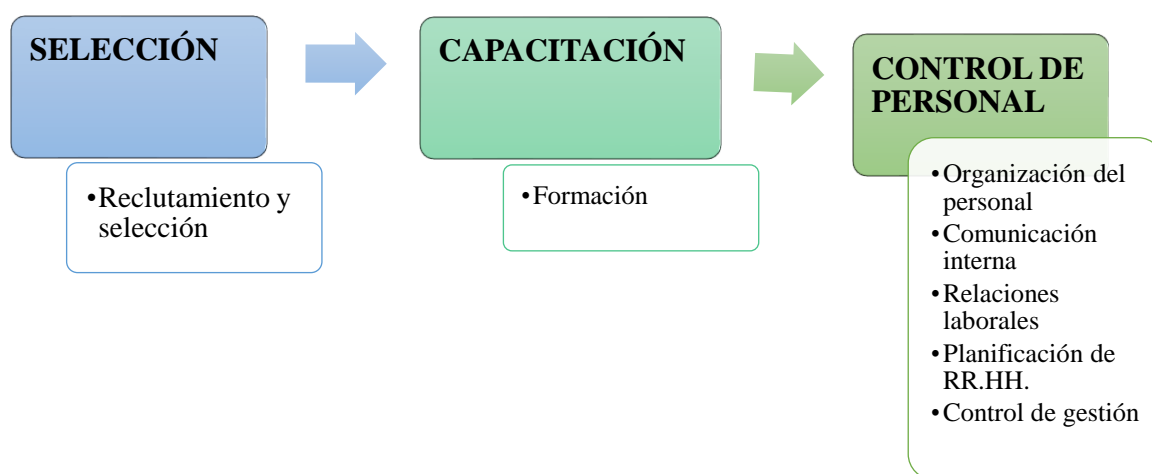 SELECCIÓN
•Reclutamiento y
selección
CAPACITACIÓN
•Formación
CONTROL DE
PERSONAL
•Organización del
personal
•Comunicación
interna
•Relaciones
laborales
•Planificación de
RR.HH.
•Control de gestión